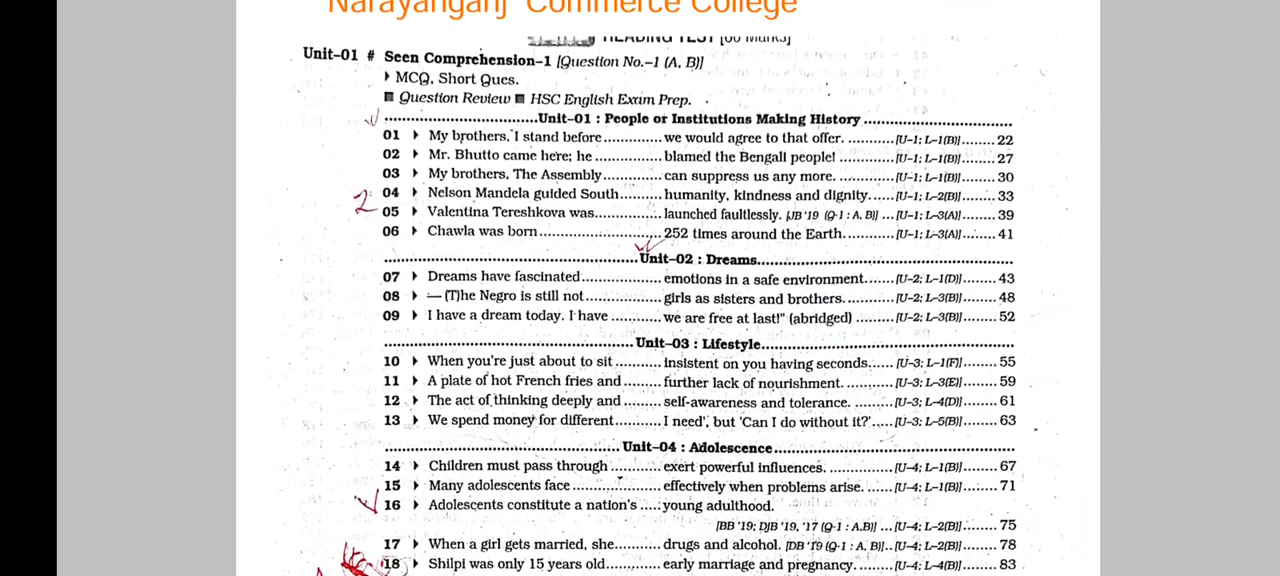 Narayanganj Commerce College
READING TEST [60 Marks]
Unit–01 # Seen Comprehension–1 [Question No.–1 (A, B)]
MCQ, Short Ques.
Question Review ■ HSC English Exam Prep.
Unit–01 : People or Institutions Making History
01 My brothers, I stand before ............ we would agree to that offer. ............[U–1; L–1(B)]........ 22
02 Mr. Bhutto came here; he ............ blamed the Bengali people! ............[U–1; L–1(B)]........ 27
03 My brothers, The Assembly ............ can suppress us any more. ............[U–1; L–1(B)]........ 30
2
04 Nelson Mandela guided South ............ humanity, kindness and dignity. ......[U–1; L–2(B)]........ 33
05 Valentina Tereshkova was ............ launched faultlessly. [JB '19 (Q-1 : A, B)] ... [U–1; L–3(A)]........ 39
06 Chawla was born ............ 252 times around the Earth. ............[U–1; L–3(A)]........ 41
Unit–02 : Dreams
07 Dreams have fascinated ............ emotions in a safe environment. ......[U–2; L–1(D)]...... 43
08 — (T)he Negro is still not ............ girls as sisters and brothers. ............[U–2; L–3(B)]...... 48
09 I have a dream today. I have ............ we are free at last!" (abridged) .........[U–2; L–3(B)]...... 52
Unit–03 : Lifestyle
10 When you're just about to sit ............ insistent on you having seconds. ..... [U–3; L–1(F)]...... 55
11 A plate of hot French fries and ......... further lack of nourishment. ............[U–3; L–3(E)]...... 59
12 The act of thinking deeply and ......... self-awareness and tolerance. .........[U–3; L–4(D)]...... 61
13 We spend money for different ............ I need', but 'Can I do without it?' ..... [U–3; L–5(B)]...... 63
Unit–04 : Adolescence
14 Children must pass through ............ exert powerful influences. ............[U–4; L–1(B)]........ 67
15 Many adolescents face ............ effectively when problems arise. ......[U–4; L–1(B)]........ 71
16 Adolescents constitute a nation's ..... young adulthood.
[BB '19; DjB '19, '17 (Q-1 : A.B)] ... [U–4; L–2(B)]...... 75
17 When a girl gets married, she ............ drugs and alcohol. [DB '19 (Q-1 : A, B)].. [U–4; L–2(B)]...... 78
18 Shilpi was only 15 years old ............ early marriage and pregnancy. .........[U–4; L–4(B)]...... 83